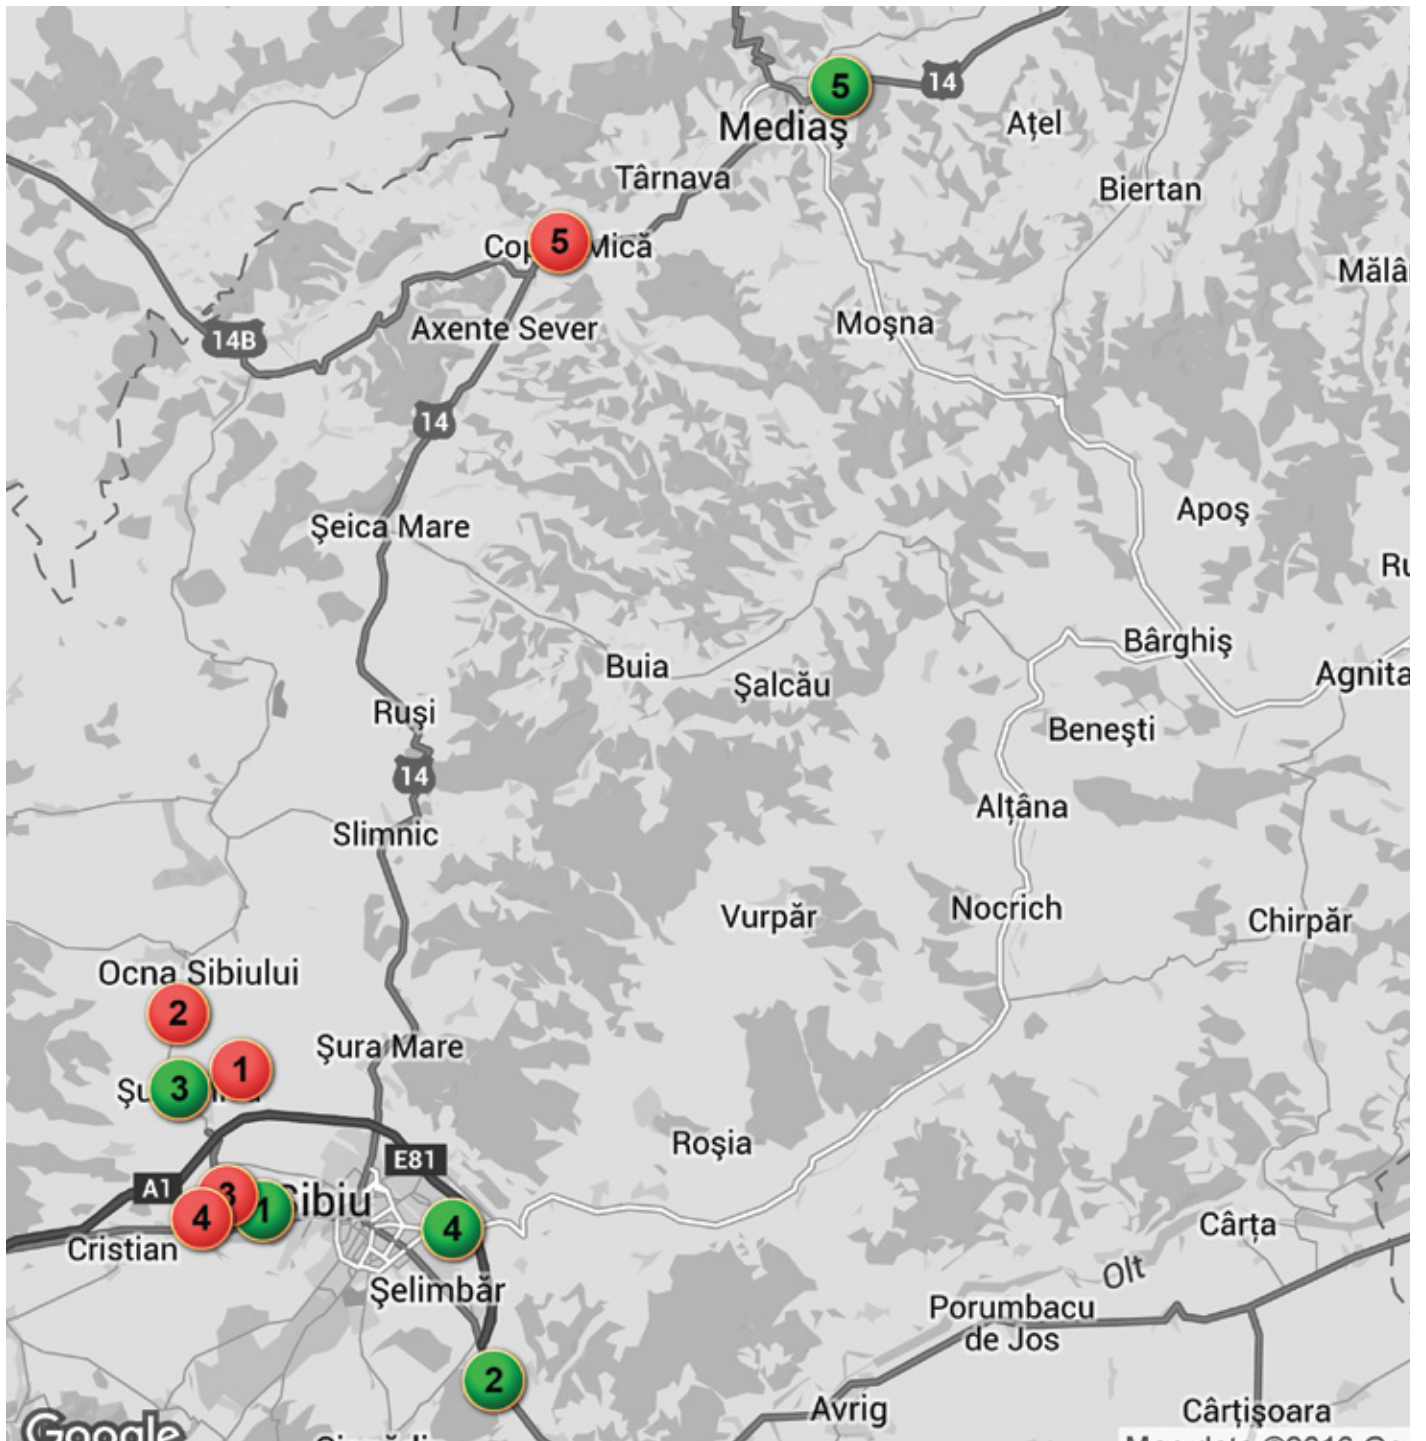 5
14
Mediaş
Aţel
Târnava
Biertan
5
Mică
Axente Sever
Moşna
14B
14
Şeica Mare
Apoş
Bârghiş
Buia
Şalcău
Agnita
Ruşi
Beneşti
14
Alţâna
Slimnic
Vurpăr
Nocrich
Chirpăr
Ocna Sibiului
2
Şura Mare
1
3
Roşia
E81
A1
3
1
Sibiu
4
4
Cristian
Cârţa
Olt
Şelimbăr
Porumbacu
de Jos
2
Avrig
Cârţişoara
Google